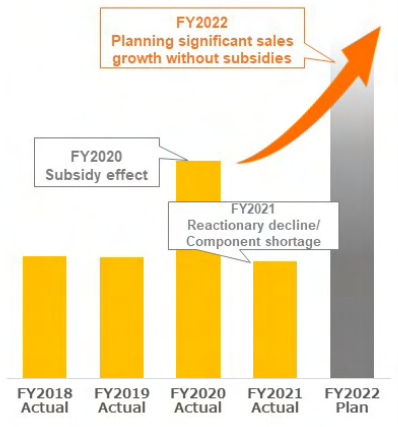 FY2022
Planning significant sales
growth without subsidies
FY2020
Subsidy effect
FY2021
Reactionary decline/
Component shortage
FY2018 FY2019 FY2020 FY2021 FY2022
Actual Actual Actual Actual Plan